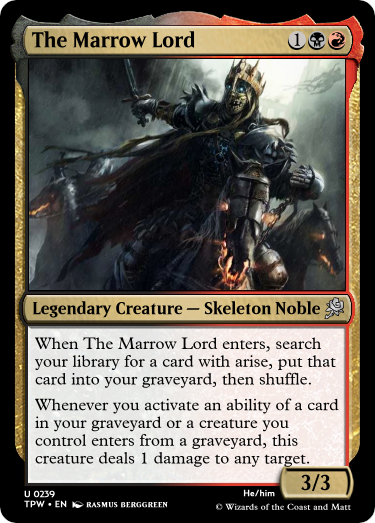 The Marrow Lord 1
Legendary Creature — Skeleton Noble
When The Marrow Lord enters, search
your library for a card with arise, put that
card into your graveyard, then shuffle.
Whenever you activate an ability of a card
in your graveyard or a creature you
control enters from a graveyard, this
creature deals 1 damage to any target.
3/3
U 0239 He/him
TPW • EN RASMUS BERGGREEN © Wizards of the Coast and Matt